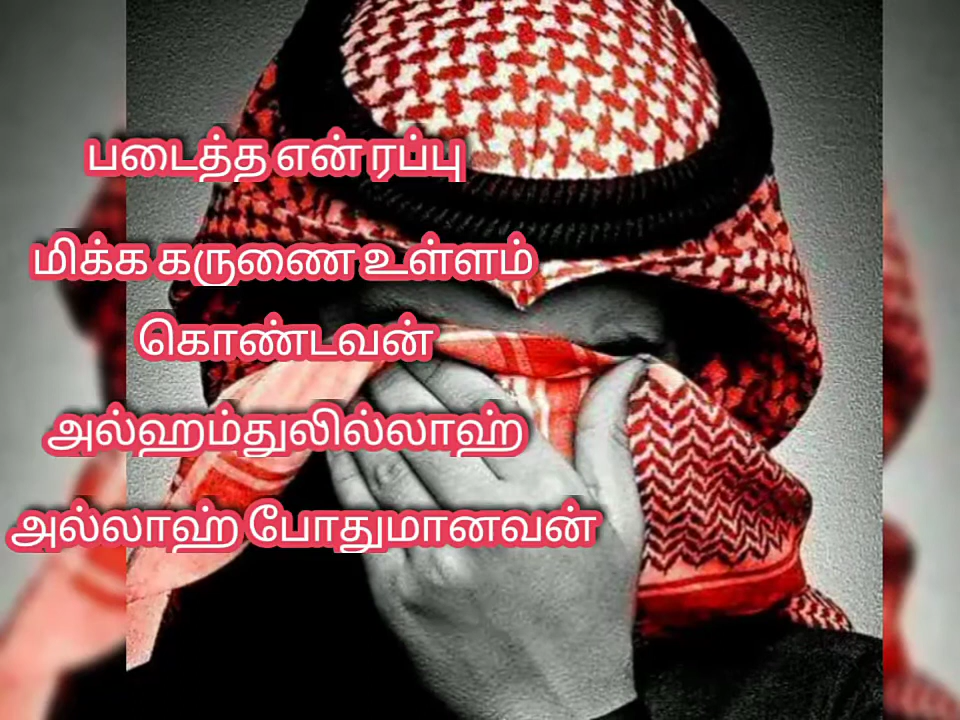 படைத்த என் ரப்பு
மிக்க கருணை உள்ளம்
கொண்டவன்
அல்ஹம்துலில்லாஹ்
அல்லாஹ் போதுமானவன்